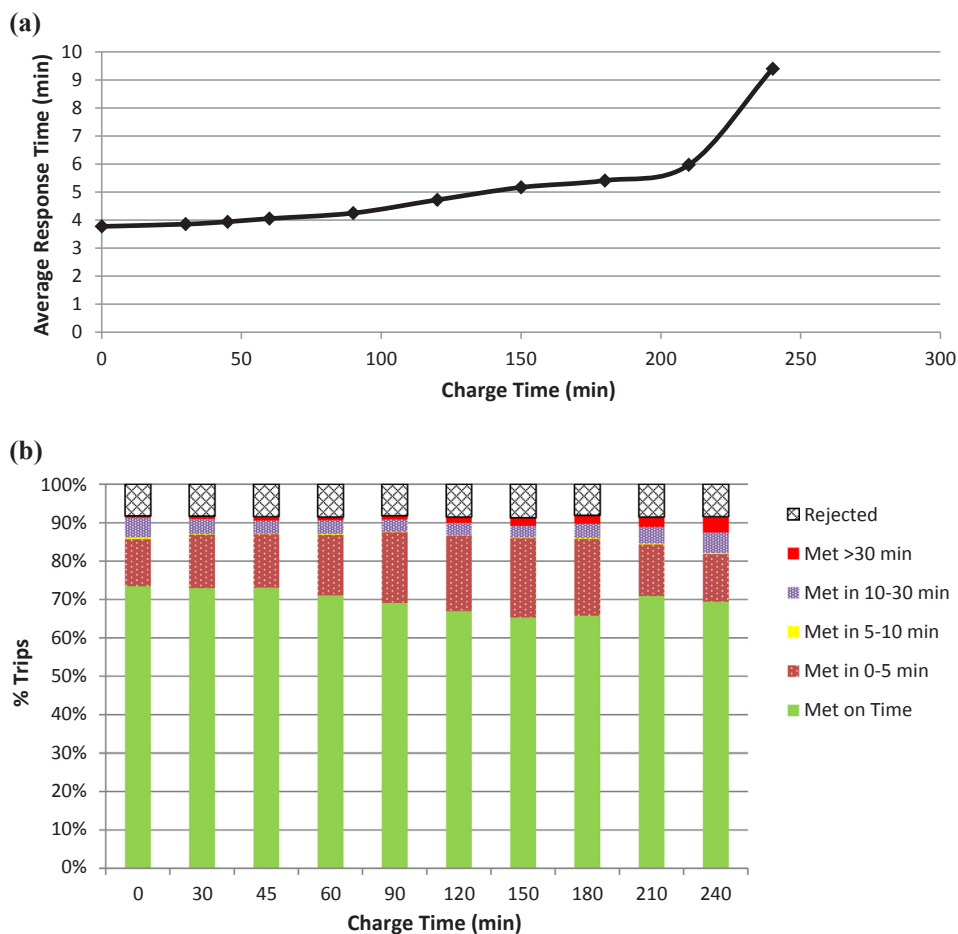 (a)
10
9
8
7
6
5
4
3
2
1
0
Average Response Time (min)
0 50 100 150 200 250 300
Charge Time (min)
(b)
100%
90%
80%
70%
60%
50%
40%
30%
20%
10%
0%
% Trips
0 30 45 60 90 120 150 180 210 240
Charge Time (min)
Rejected
Met >30 min
Met in 10-30 min
Met in 5-10 min
Met in 0-5 min
Met on Time